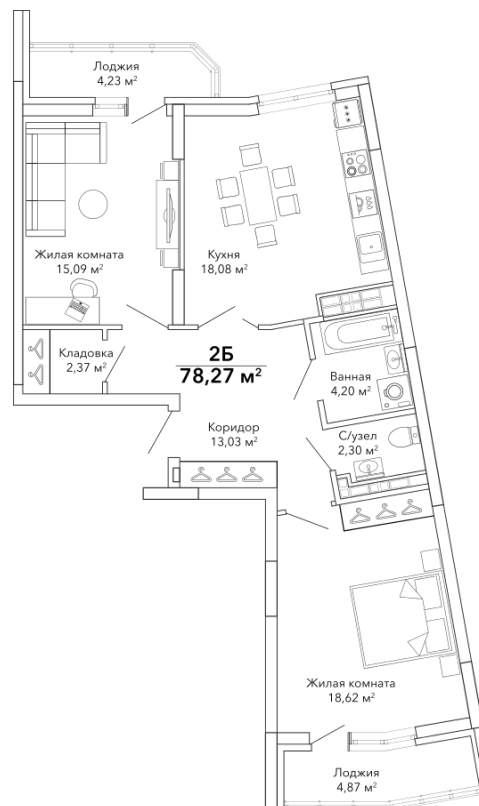 Лоджия
4,23 м²
Жилая комната
15,09 м²
Кухня
18,08 м²
Кладовка
2,37 м²
2Б
78,27 м²
Ванная
4,20 м²
Коридор
13,03 м²
С/узел
2,30 м²
Жилая комната
18,62 м²
Лоджия
4,87 м²